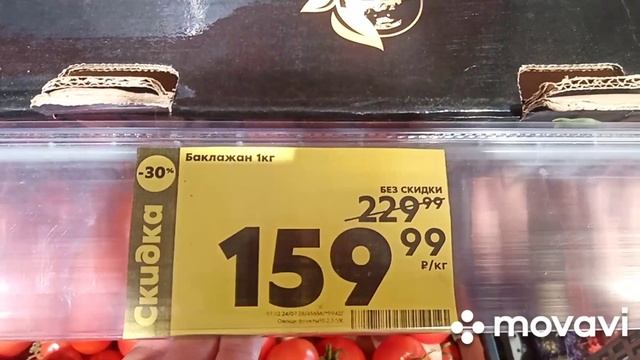 Баклажан 1кг
-30%
Скидка
БЕЗ СКИДКИ
229 99
159 99
₽/кг
movavi